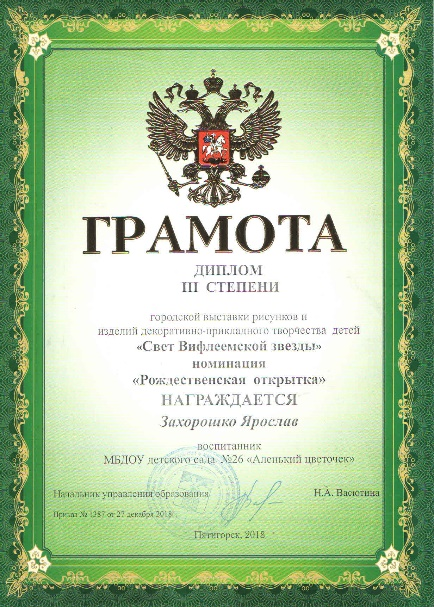 ГРАМОТА
ДИПЛОМ
III СТЕПЕНИ
городской выставки рисунков и
изделий декоративно-прикладного творчества детей
«Свет Вифлеемской звезды»
номинация
«Рождественская открытка»
НАГРАЖДАЕТСЯ
Захорошко Ярослав
воспитанник
МБДОУ детского сада №26 «Аленький цветочек»
Начальник управления образования Н.А. Васютина
Приказ № 1387 от 27 декабря 2018г.
Пятигорск, 2018